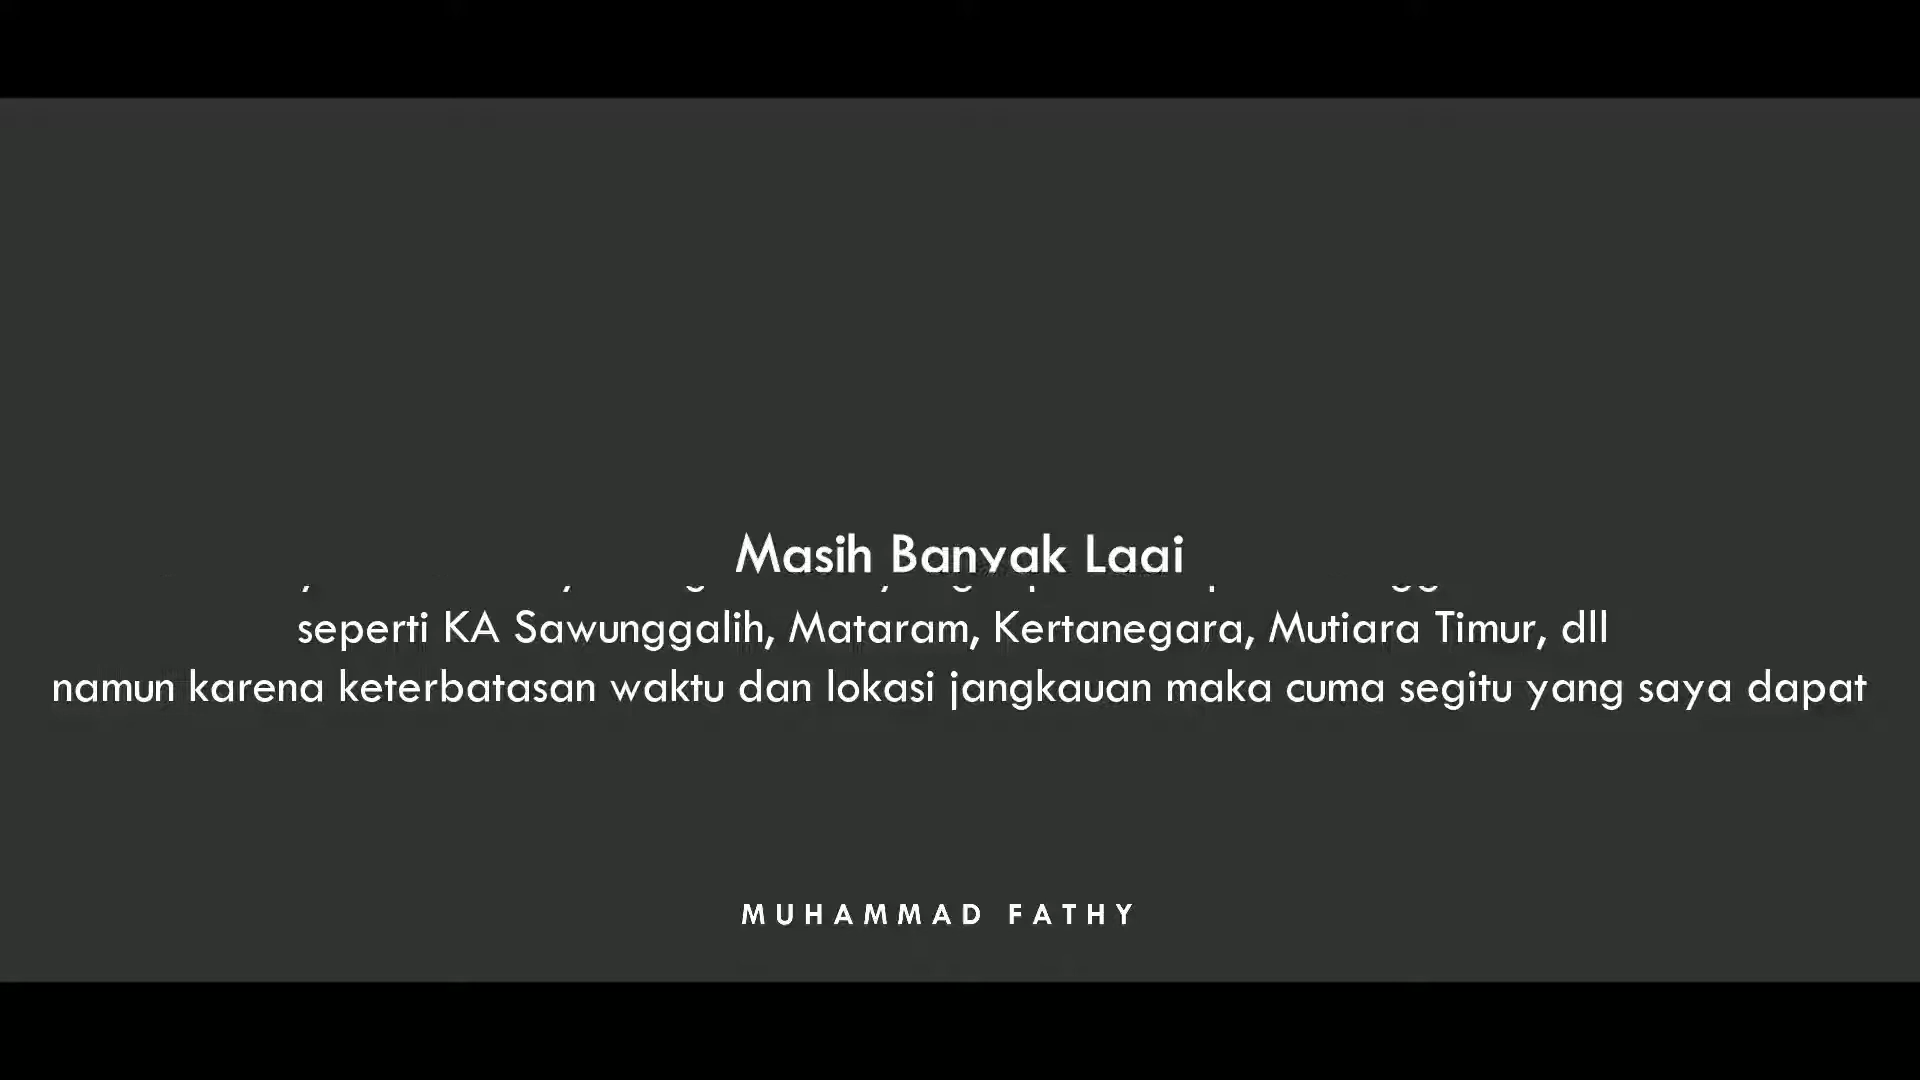 Masih Banyak Lagi
seperti KA Sawunggalih, Mataram, Kertanegara, Mutiara Timur, dll
namun karena keterbatasan waktu dan lokasi jangkauan maka cuma segitu yang saya dapat
MUHAMMAD FATHY